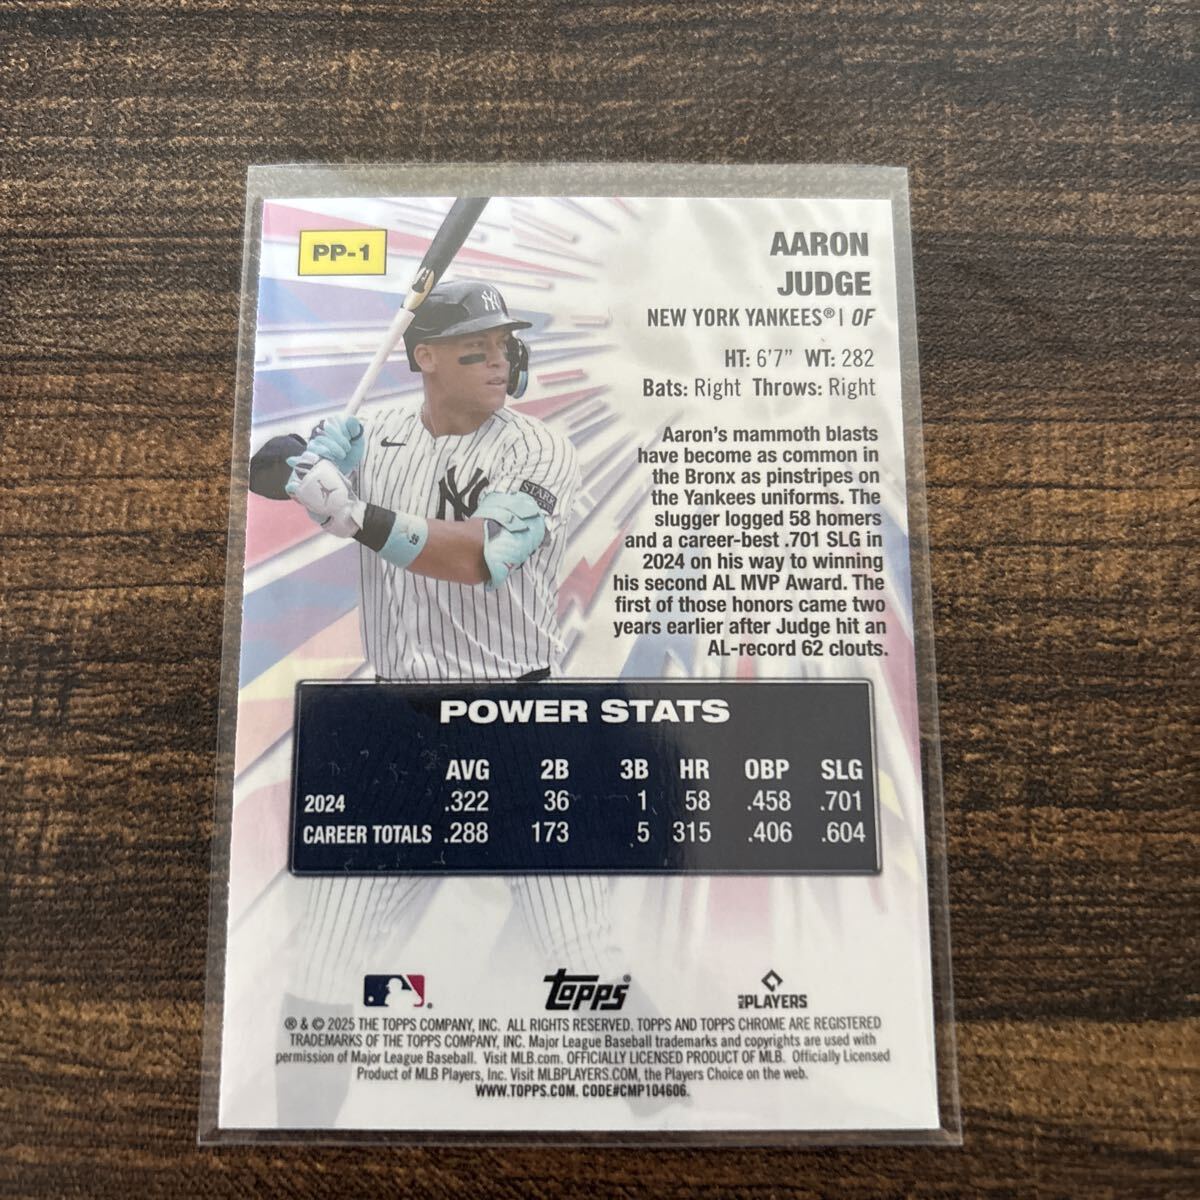 PP-1
AARON
JUDGE
NEW YORK YANKEES® | OF
HT: 6'7" WT: 282
Bats: Right Throws: Right
Aaron's mammoth blasts
have become as common in
the Bronx as pinstripes on
the Yankees uniforms. The
slugger logged 58 homers
and a career-best .701 SLG in
2024 on his way to winning
his second AL MVP Award. The
first of those honors came two
years earlier after Judge hit an
AL-record 62 clouts.
NY
NY
STARR
POWER STATS
AVG 2B 3B HR OBP SLG
2024 .322 36 1 58 .458 .701
CAREER TOTALS .288 173 5 315 .406 .604
topps®
MLB PLAYERS
® & © 2025 THE TOPPS COMPANY, INC. ALL RIGHTS RESERVED. TOPPS AND TOPPS CHROME ARE REGISTERED
TRADEMARKS OF THE TOPPS COMPANY, INC. Major League Baseball trademarks and copyrights are used with
permission of Major League Baseball. Visit MLB.com. OFFICIALLY LICENSED PRODUCT OF MLB. Officially Licensed
Product of MLB Players, Inc. Visit MLBPLAYERS.COM, the Players Choice on the web.
WWW.TOPPS.COM. CODE#CMP104606.